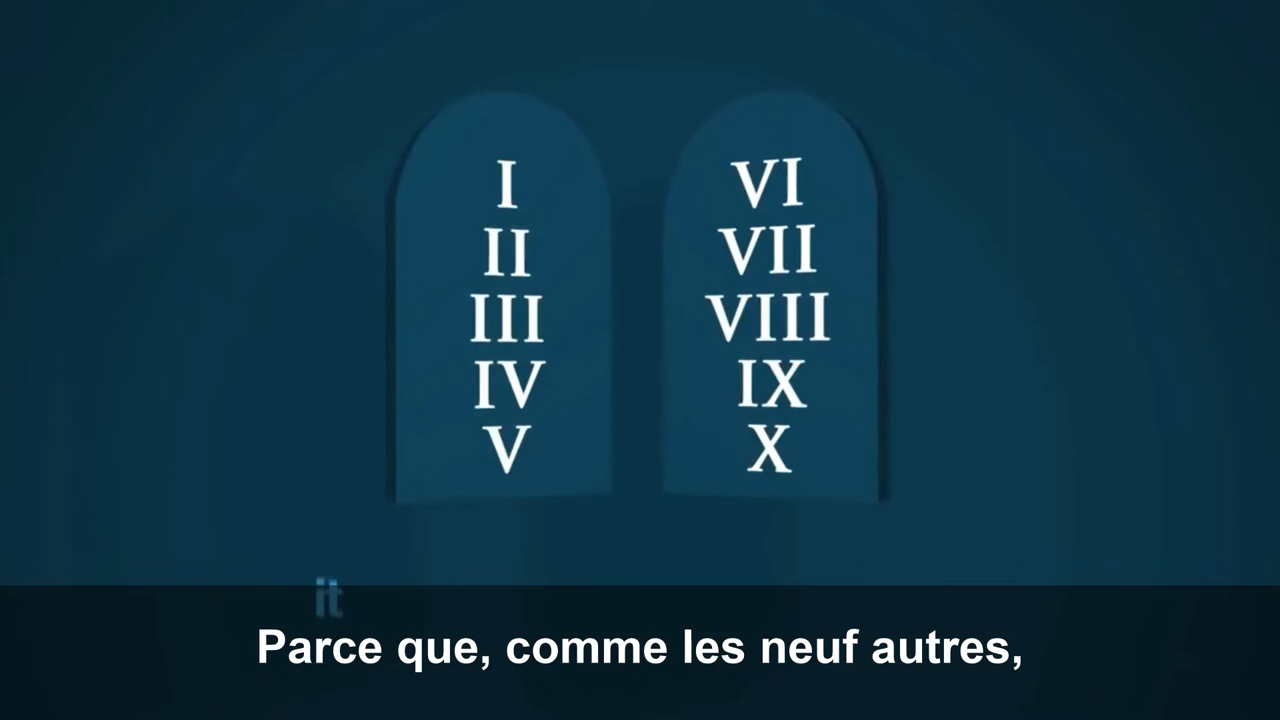 I
II
III
IV
V
VI
VII
VIII
IX
X
it
Parce que, comme les neuf autres,